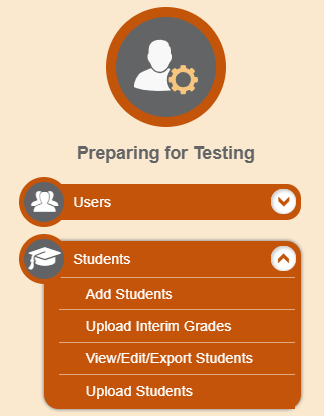 Preparing for Testing
Users
Students
Add Students
Upload Interim Grades
View/Edit/Export Students
Upload Students